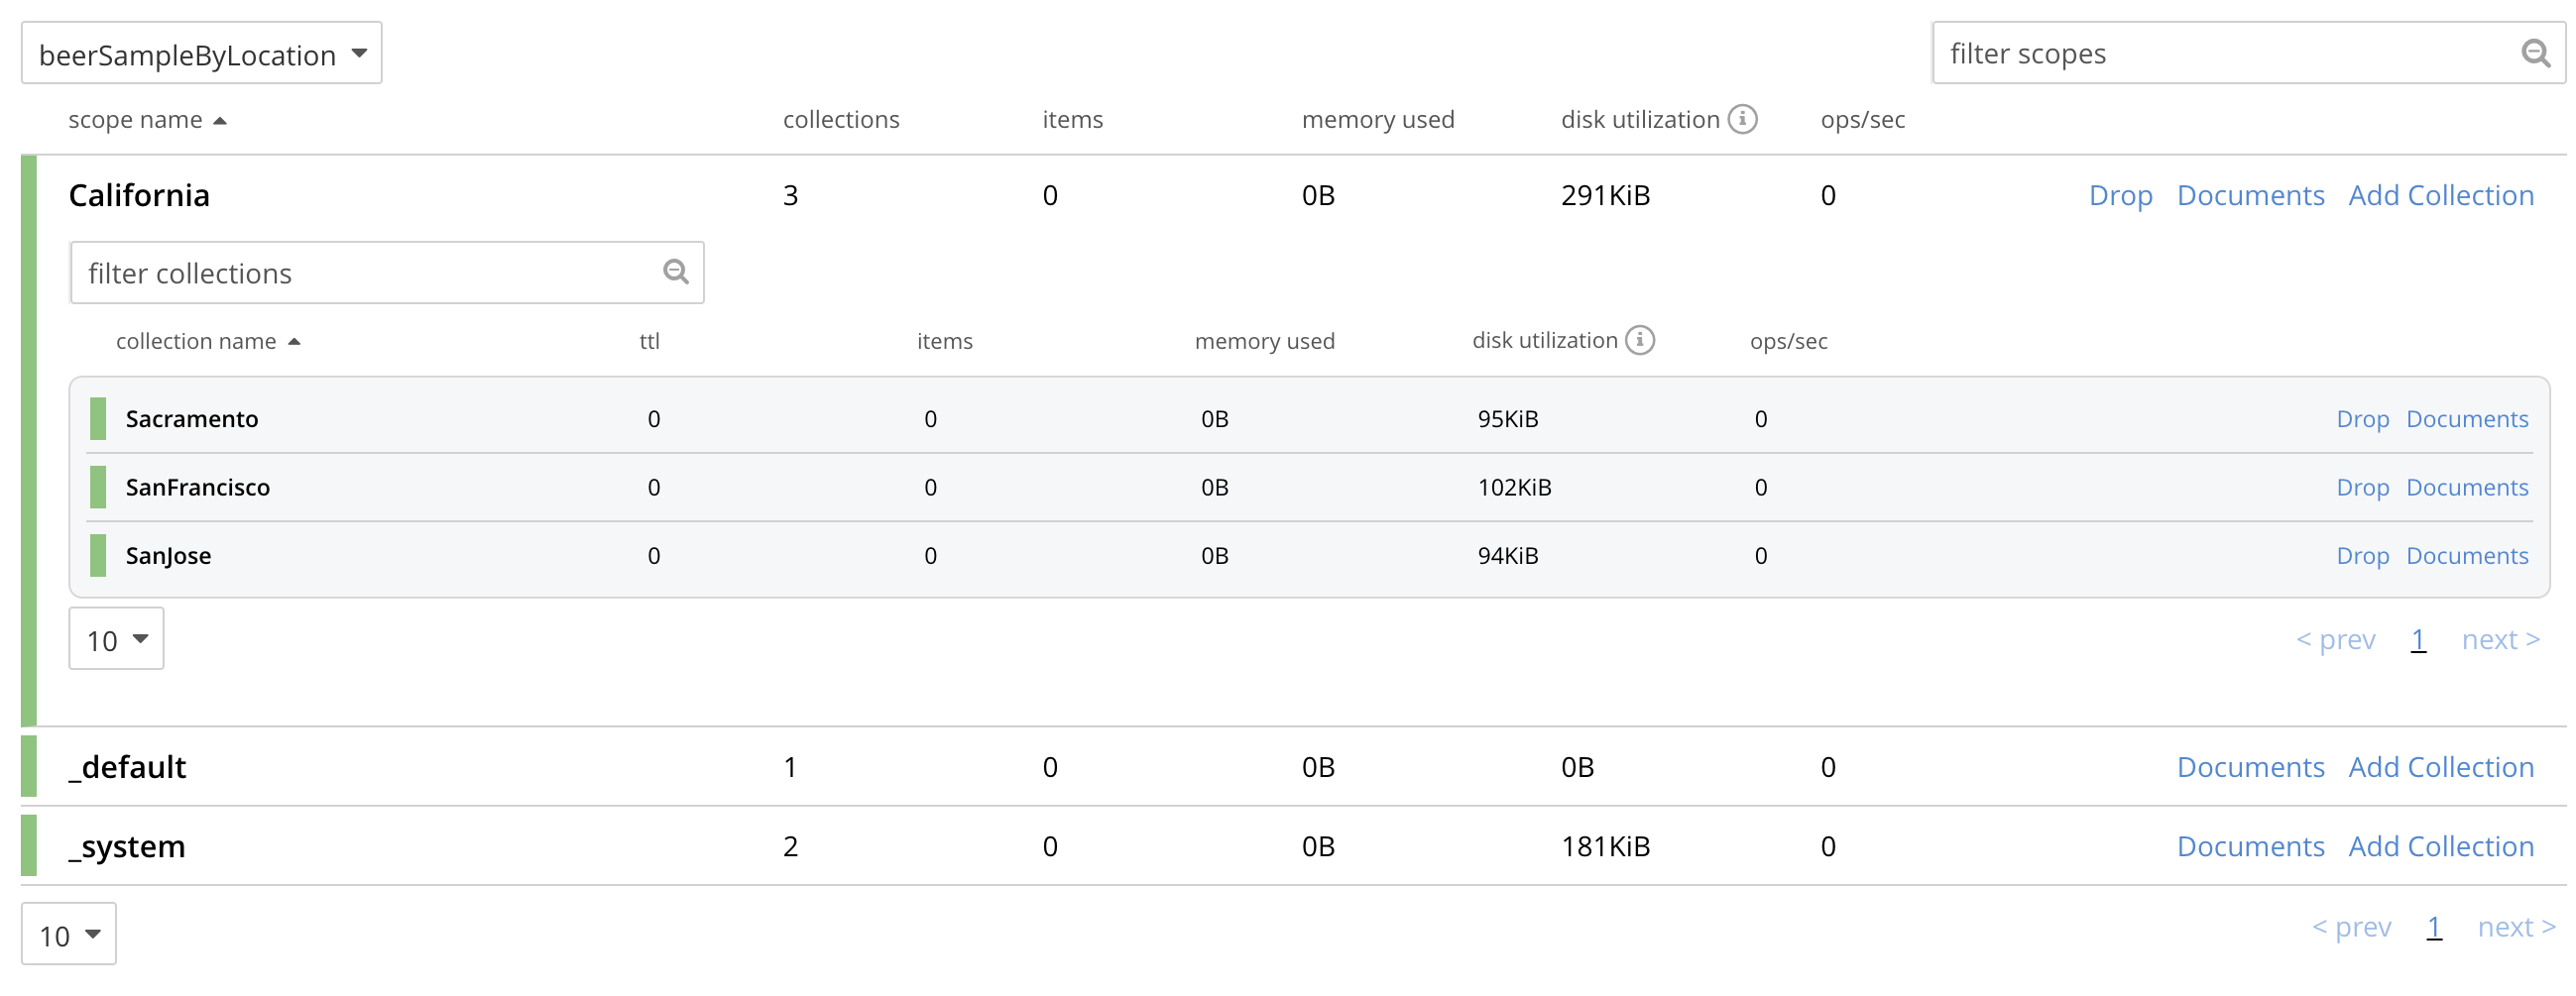 beerSampleByLocation filter scopes
scope name collections items memory used disk utilization ops/sec
California 3 0 0B 291KiB 0 Drop Documents Add Collection
filter collections
collection name ttl items memory used disk utilization ops/sec
Sacramento 0 0 0B 95KiB 0 Drop Documents
SanFrancisco 0 0 0B 102KiB 0 Drop Documents
SanJose 0 0 0B 94KiB 0 Drop Documents
10 < prev 1 next >
_default 1 0 0B 0B 0 Documents Add Collection
_system 2 0 0B 181KiB 0 Documents Add Collection
10 < prev 1 next >